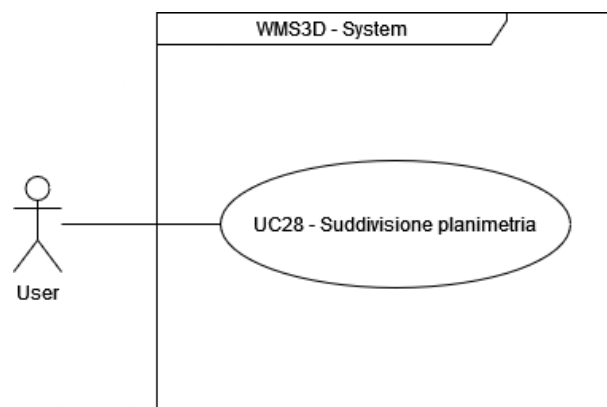 WMS3D - System
UC28 - Suddivisione planimetria
User